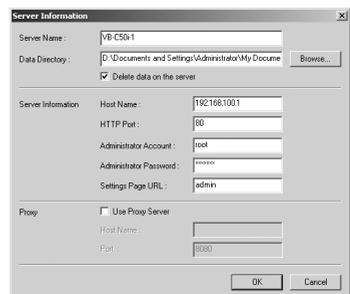 Server Information
Server Name : VB-C50i-1
Data Directory : D:\Documents and Settings\Administrator\My Docume Browse...
Delete data on the server
Server Information Host Name : 192.168.100.1
HTTP Port : 80
Administrator Account : root
Administrator Password : ******
Settings Page URL : admin
Proxy Use Proxy Server
Host Name :
Port : 8080
OK Cancel